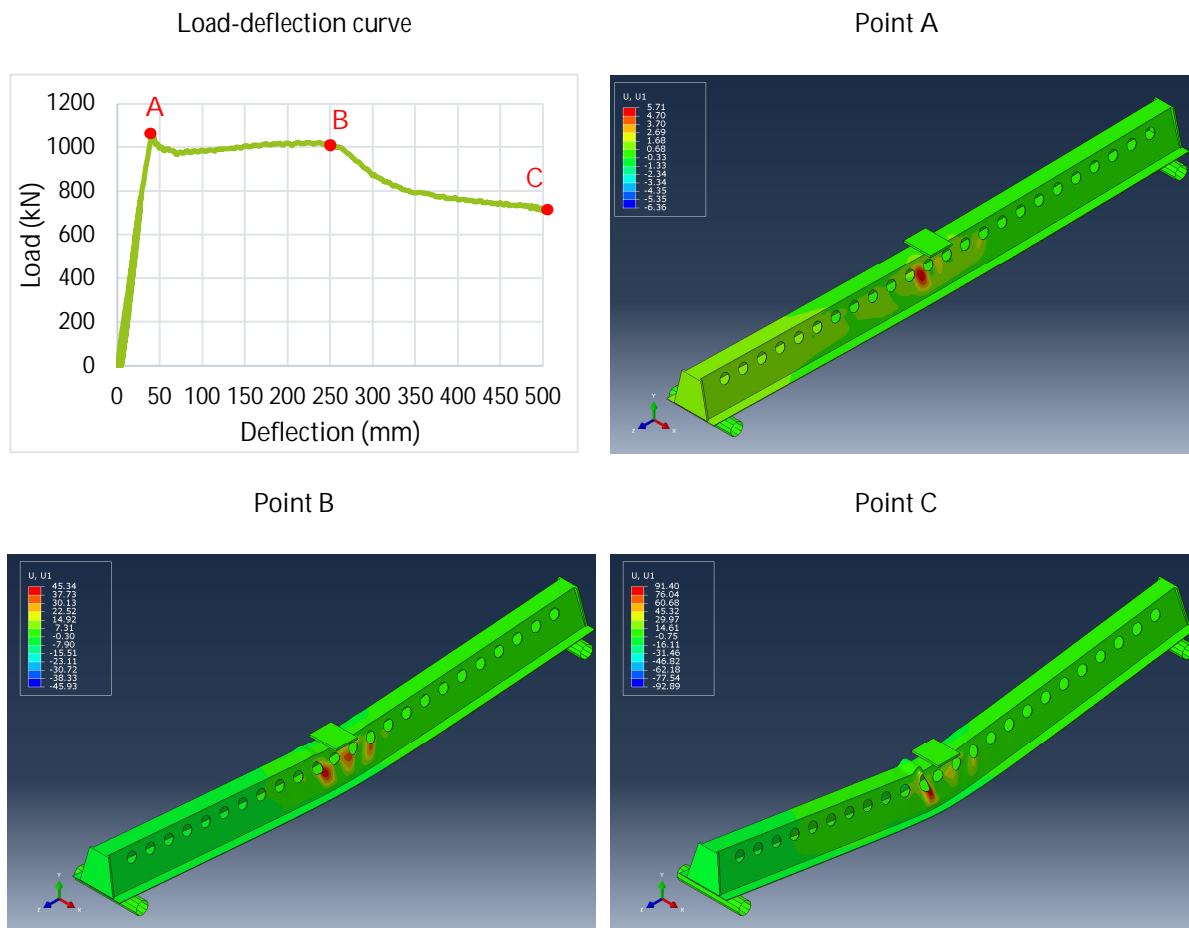 Load-deflection curve
Point A
1200
1000
800
600
400
200
0
Load (kN)
A
B
C
0 50 100 150 200 250 300 350 400 450 500
Deflection (mm)
U, U1
5.71
4.70
3.70
2.69
1.68
0.68
-0.33
-1.33
-2.34
-3.34
-4.35
-5.35
-6.36
Y
Z X
Point B
Point C
U, U1
45.34
37.73
30.13
22.52
14.92
7.31
-0.30
-7.90
-15.51
-23.11
-30.72
-38.33
-45.93
Y
Z X
U, U1
91.40
76.04
60.68
45.32
29.97
14.61
-0.75
-16.11
-31.46
-46.82
-62.18
-77.54
-92.89
Y
Z X